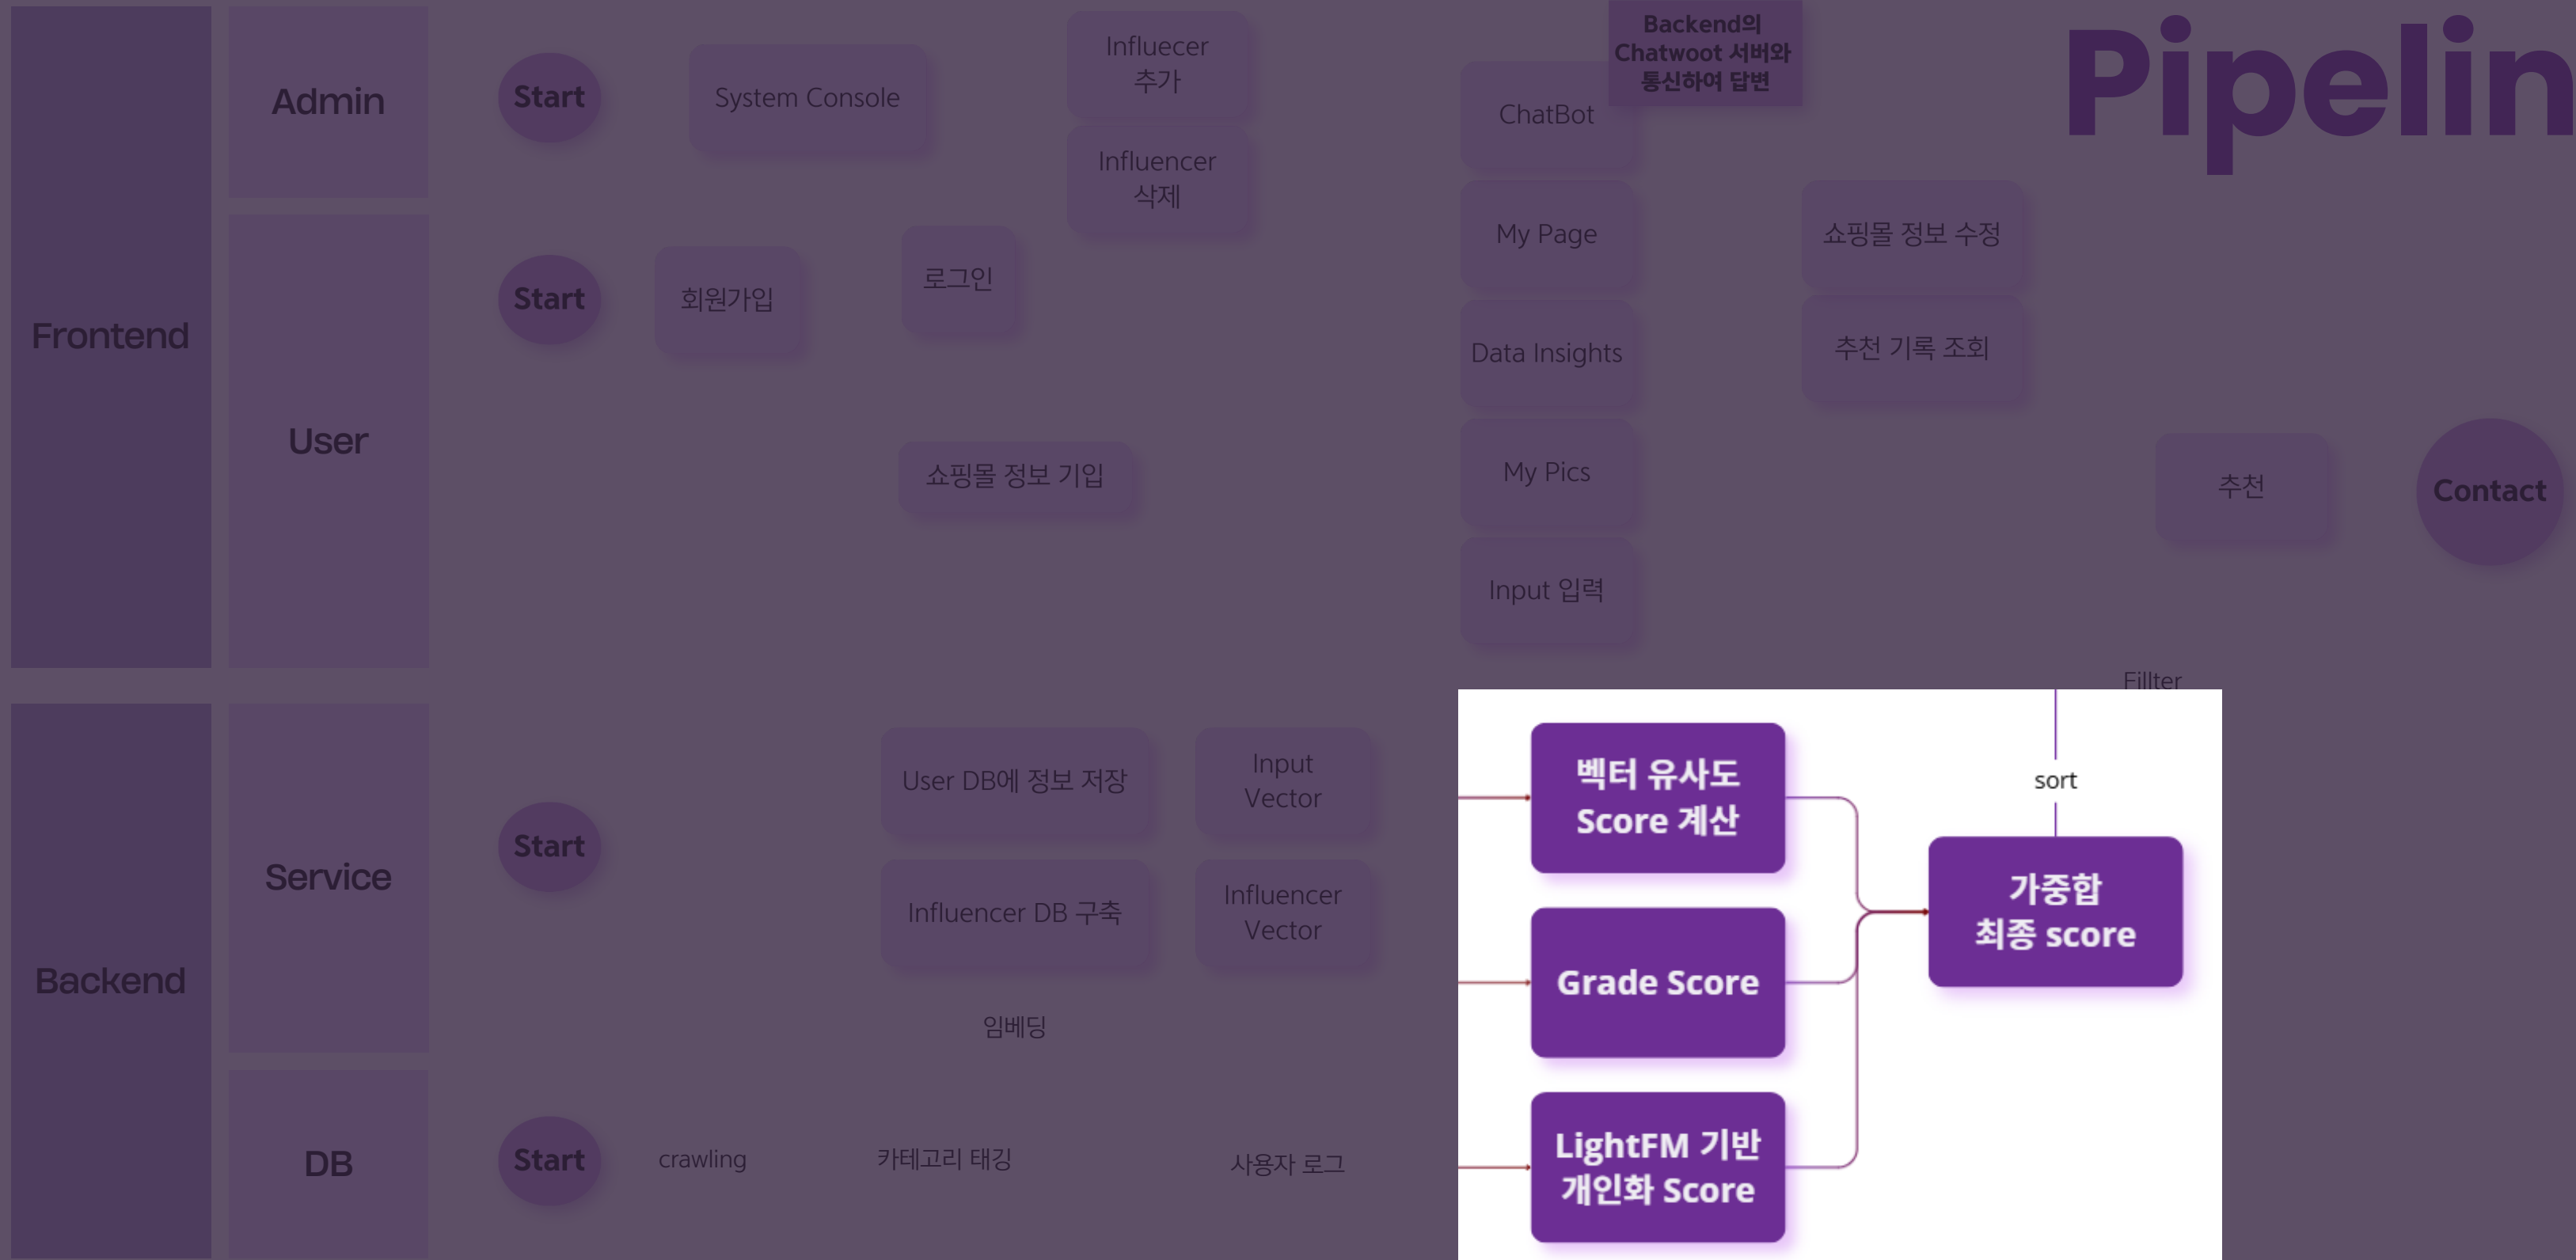 Pipelin
Frontend
Admin
Start
System Console
Influecer
추가
Influencer
삭제
ChatBot
Backend의
Chatwoot 서버와
통신하여 답변
User
Start
회원가입
로그인
쇼핑몰 정보 기입
My Page
Data Insights
My Pics
Input 입력
쇼핑몰 정보 수정
추천 기록 조회
추천
Contact
Fillter
Backend
Service
Start
User DB에 정보 저장
Input
Vector
Influencer DB 구축
Influencer
Vector
임베딩
벡터 유사도
Score 계산
Grade Score
LightFM 기반
개인화 Score
sort
가중합
최종 score
DB
Start
crawling
카테고리 태깅
사용자 로그